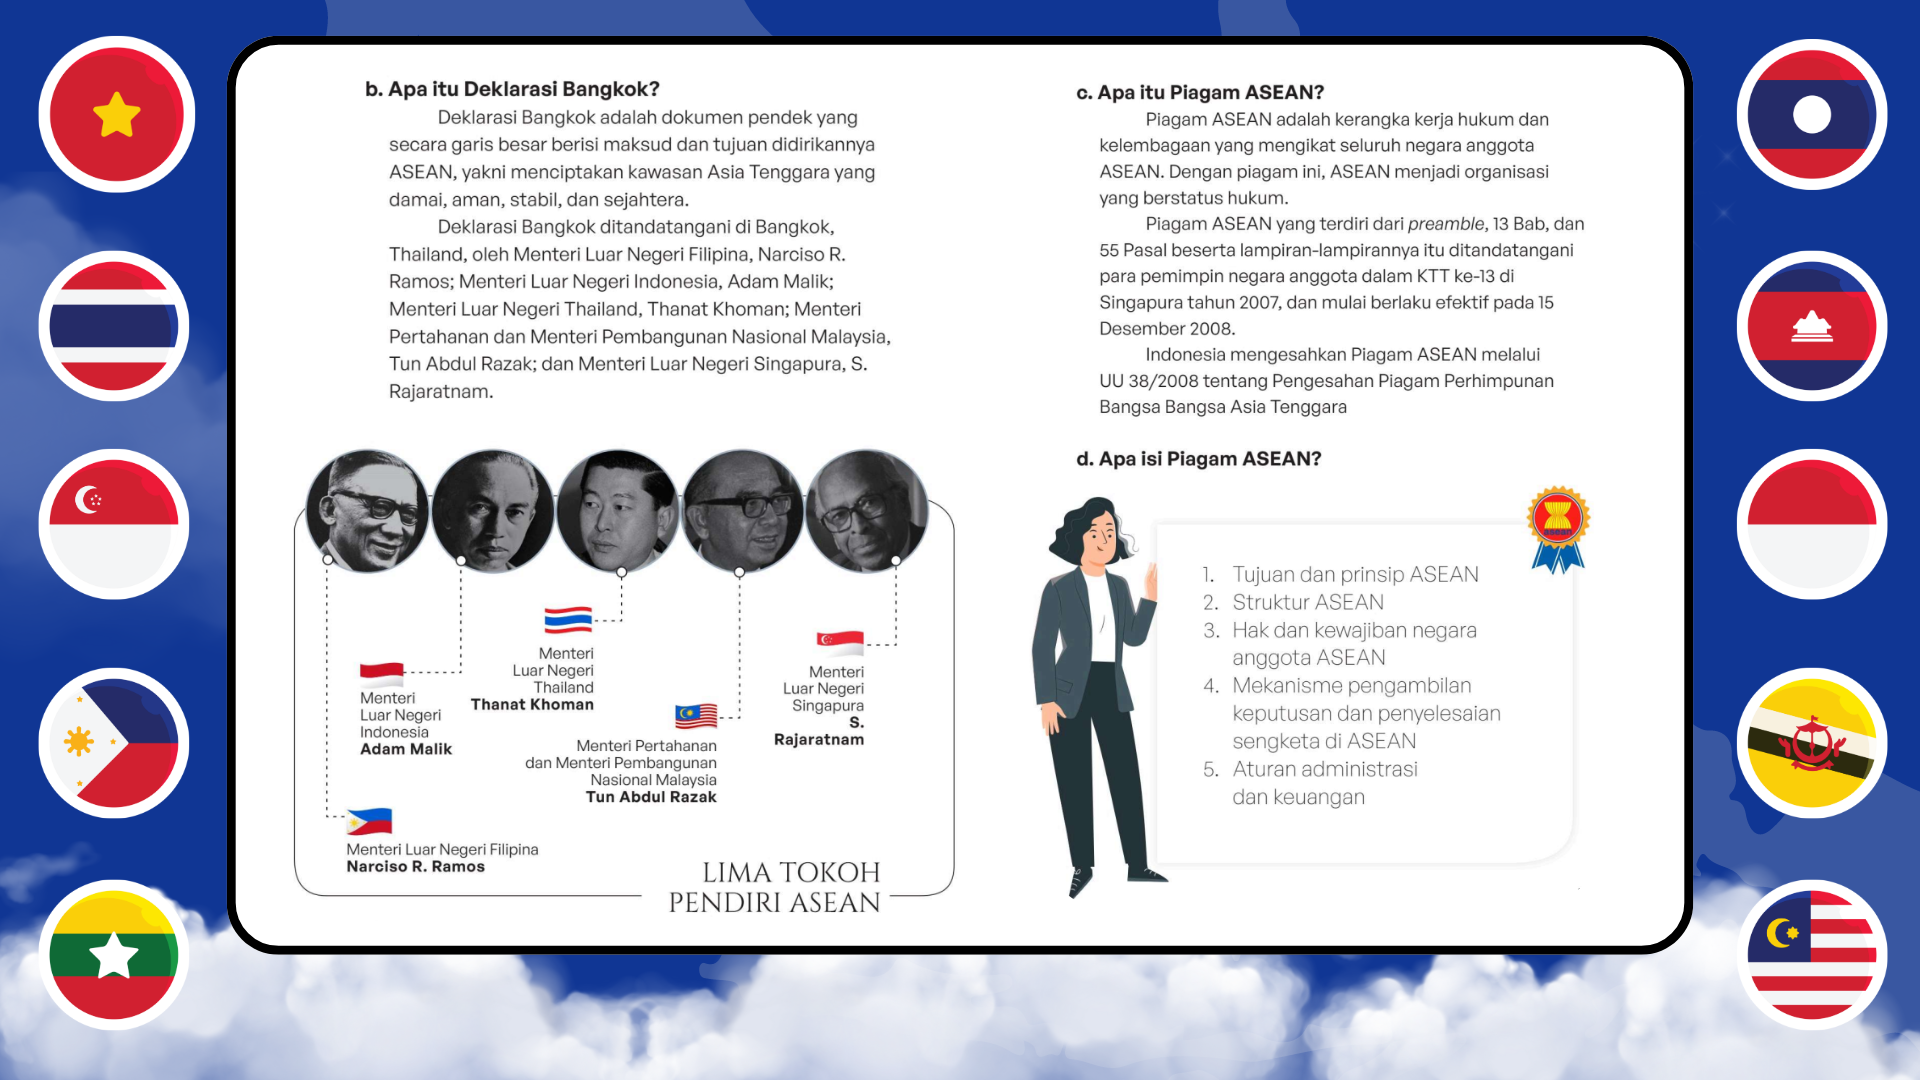 b. Apa itu Deklarasi Bangkok?
Deklarasi Bangkok adalah dokumen pendek yang
secara garis besar berisi maksud dan tujuan didirikannya
ASEAN, yakni menciptakan kawasan Asia Tenggara yang
damai, aman, stabil, dan sejahtera.
Deklarasi Bangkok ditandatangani di Bangkok,
Thailand, oleh Menteri Luar Negeri Filipina, Narciso R.
Ramos; Menteri Luar Negeri Indonesia, Adam Malik;
Menteri Luar Negeri Thailand, Thanat Khoman; Menteri
Pertahanan dan Menteri Pembangunan Nasional Malaysia,
Tun Abdul Razak; dan Menteri Luar Negeri Singapura, S.
Rajaratnam.
Menteri
Luar Negeri
Indonesia
Adam Malik
Menteri
Luar Negeri
Thailand
Thanat Khoman
Menteri Pertahanan
dan Menteri Pembangunan
Nasional Malaysia
Tun Abdul Razak
Menteri
Luar Negeri
Singapura
S.
Rajaratnam
Menteri Luar Negeri Filipina
Narciso R. Ramos
LIMA TOKOH
PENDIRI ASEAN
c. Apa itu Piagam ASEAN?
Piagam ASEAN adalah kerangka kerja hukum dan
kelembagaan yang mengikat seluruh negara anggota
ASEAN. Dengan piagam ini, ASEAN menjadi organisasi
yang berstatus hukum.
Piagam ASEAN yang terdiri dari preamble, 13 Bab, dan
55 Pasal beserta lampiran-lampirannya itu ditandatangani
para pemimpin negara anggota dalam KTT ke-13 di
Singapura tahun 2007, dan mulai berlaku efektif pada 15
Desember 2008.
Indonesia mengesahkan Piagam ASEAN melalui
UU 38/2008 tentang Pengesahan Piagam Perhimpunan
Bangsa Bangsa Asia Tenggara
d. Apa isi Piagam ASEAN?
asean
1. Tujuan dan prinsip ASEAN
2. Struktur ASEAN
3. Hak dan kewajiban negara
anggota ASEAN
4. Mekanisme pengambilan
keputusan dan penyelesaian
sengketa di ASEAN
5. Aturan administrasi
dan keuangan